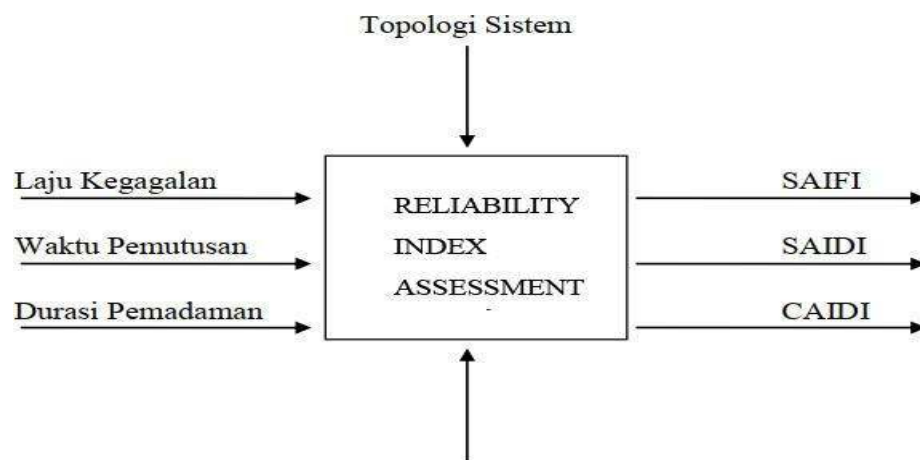 Topologi Sistem
Laju Kegagalan
Waktu Pemutusan
Durasi Pemadaman
RELIABILITY
INDEX
ASSESSMENT
SAIFI
SAIDI
CAIDI